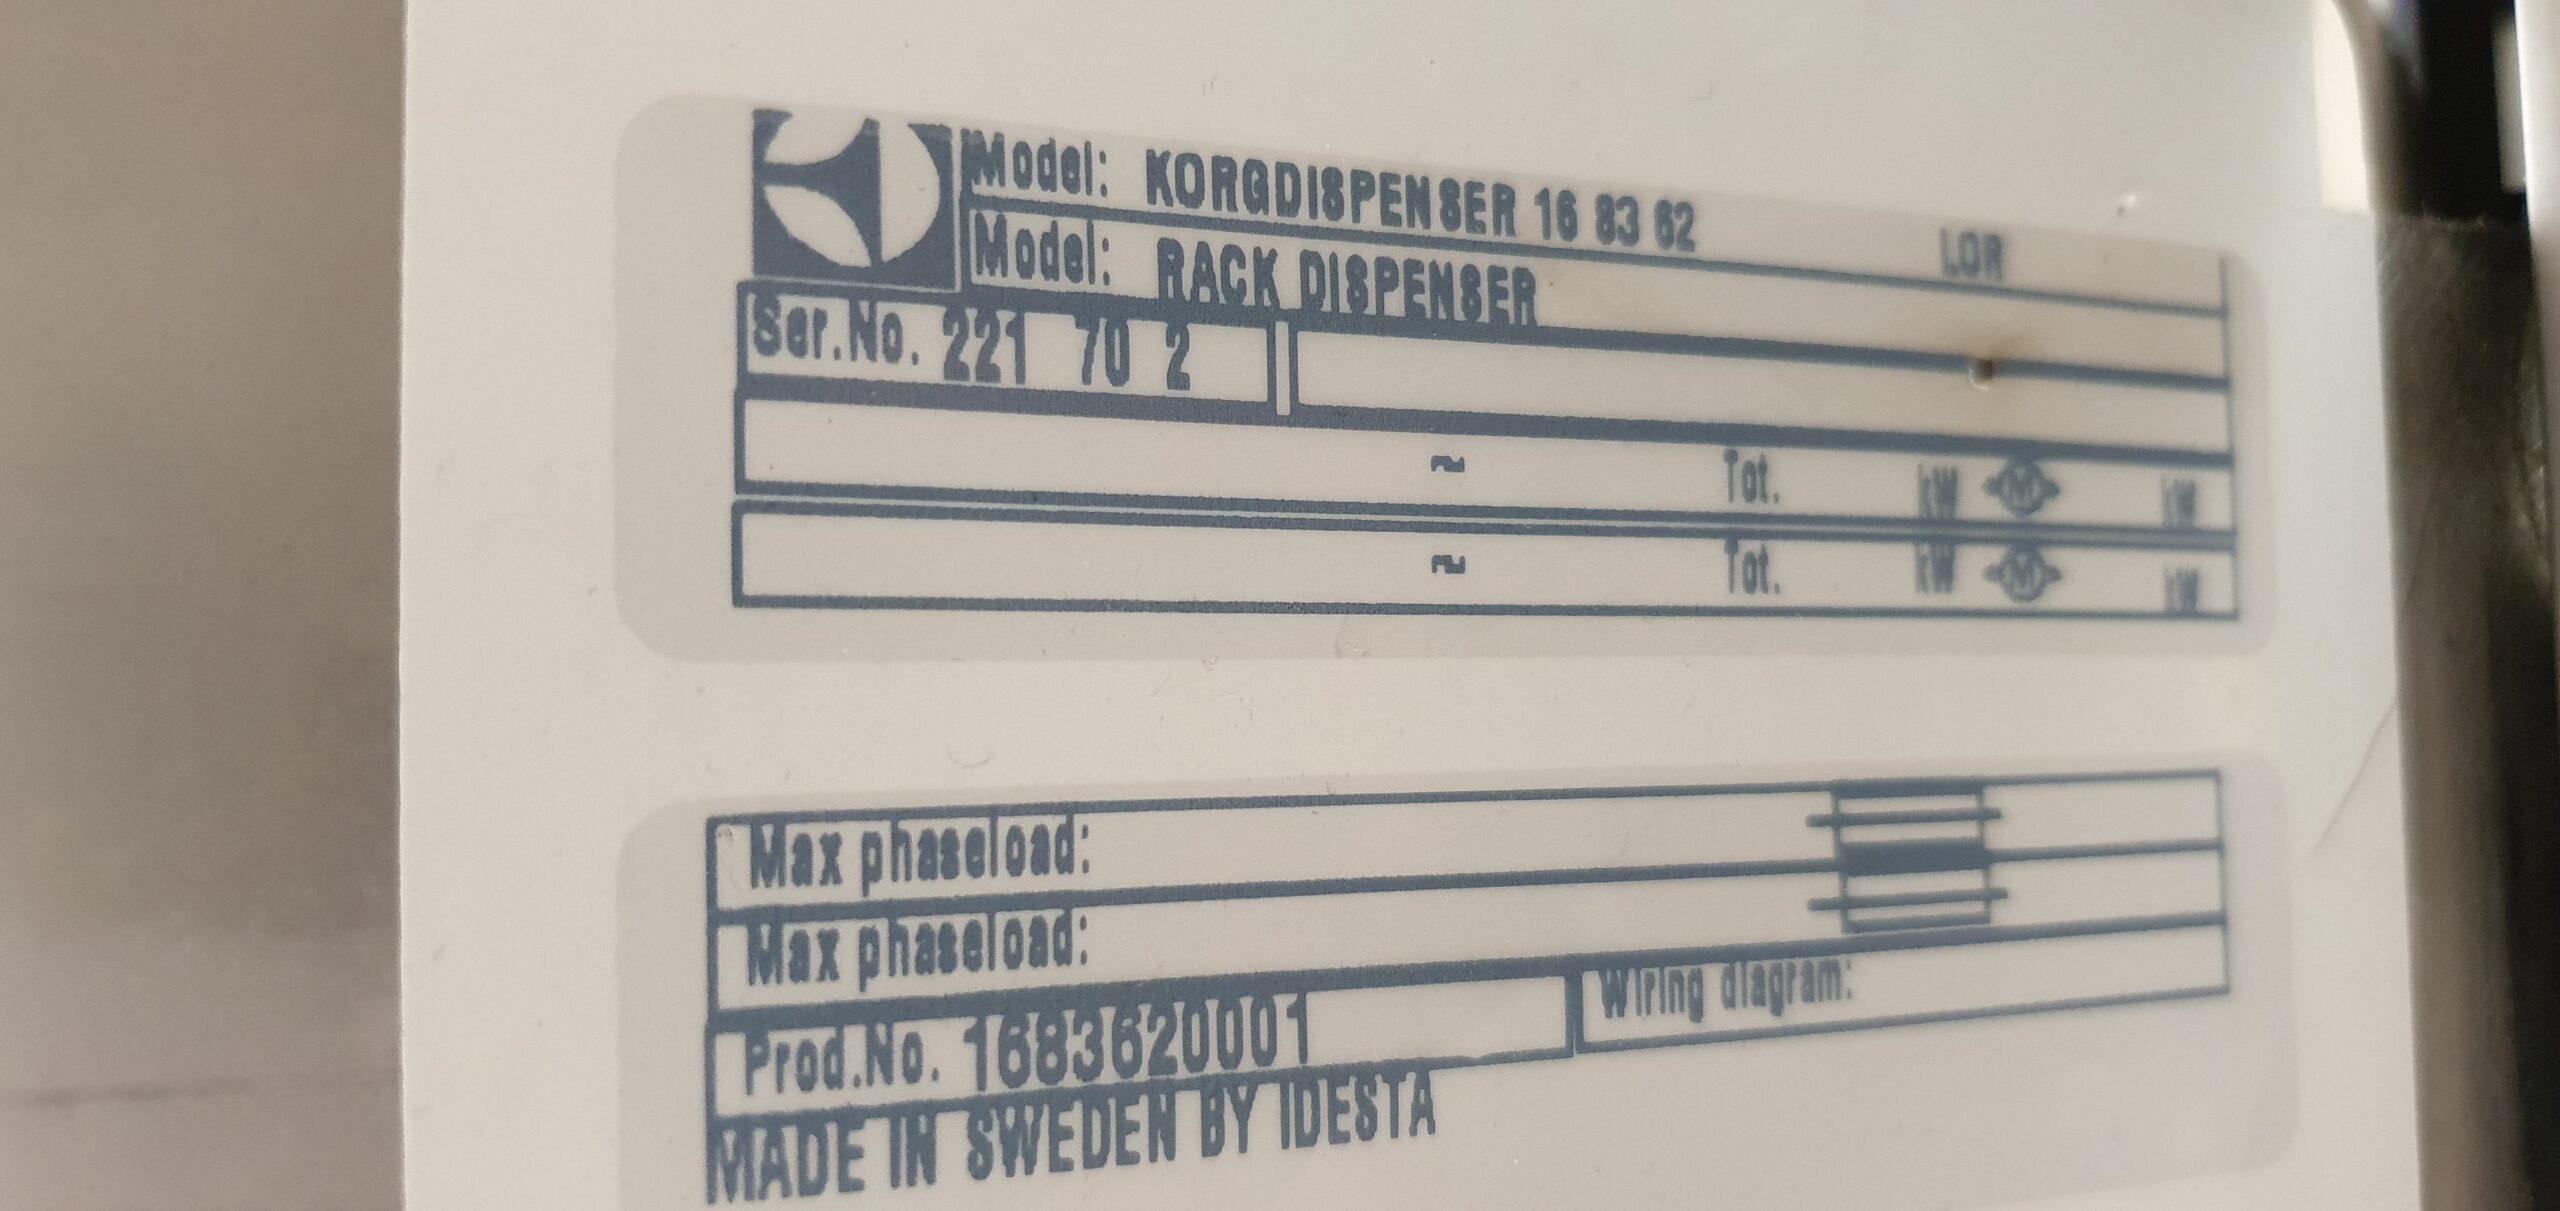 Model: KORGDISPENSER 16 83 62 LOR
Model: RACK DISPENSER
Ser.No. 221 70 2
~ Tot. kW M kW
~ Tot. kW M kW
Max phaseload:
Max phaseload:
Prod.No. 1683620001 Wiring diagram:
MADE IN SWEDEN BY IDESTA